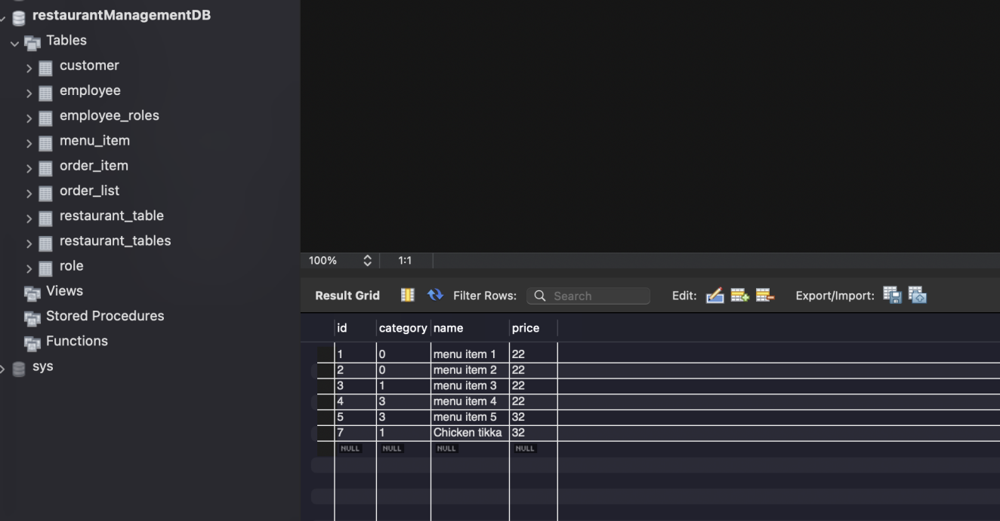 restaurantManagementDB
Tables
customer
employee
employee_roles
menu_item
order_item
order_list
restaurant_table
restaurant_tables
role
Views
Stored Procedures
Functions
sys
100% 1:1
Result Grid Filter Rows: Search Edit: Export/Import:
id category name price
1 0 menu item 1 22
2 0 menu item 2 22
3 1 menu item 3 22
4 3 menu item 4 22
5 3 menu item 5 32
7 1 Chicken tikka 32
NULL NULL NULL NULL